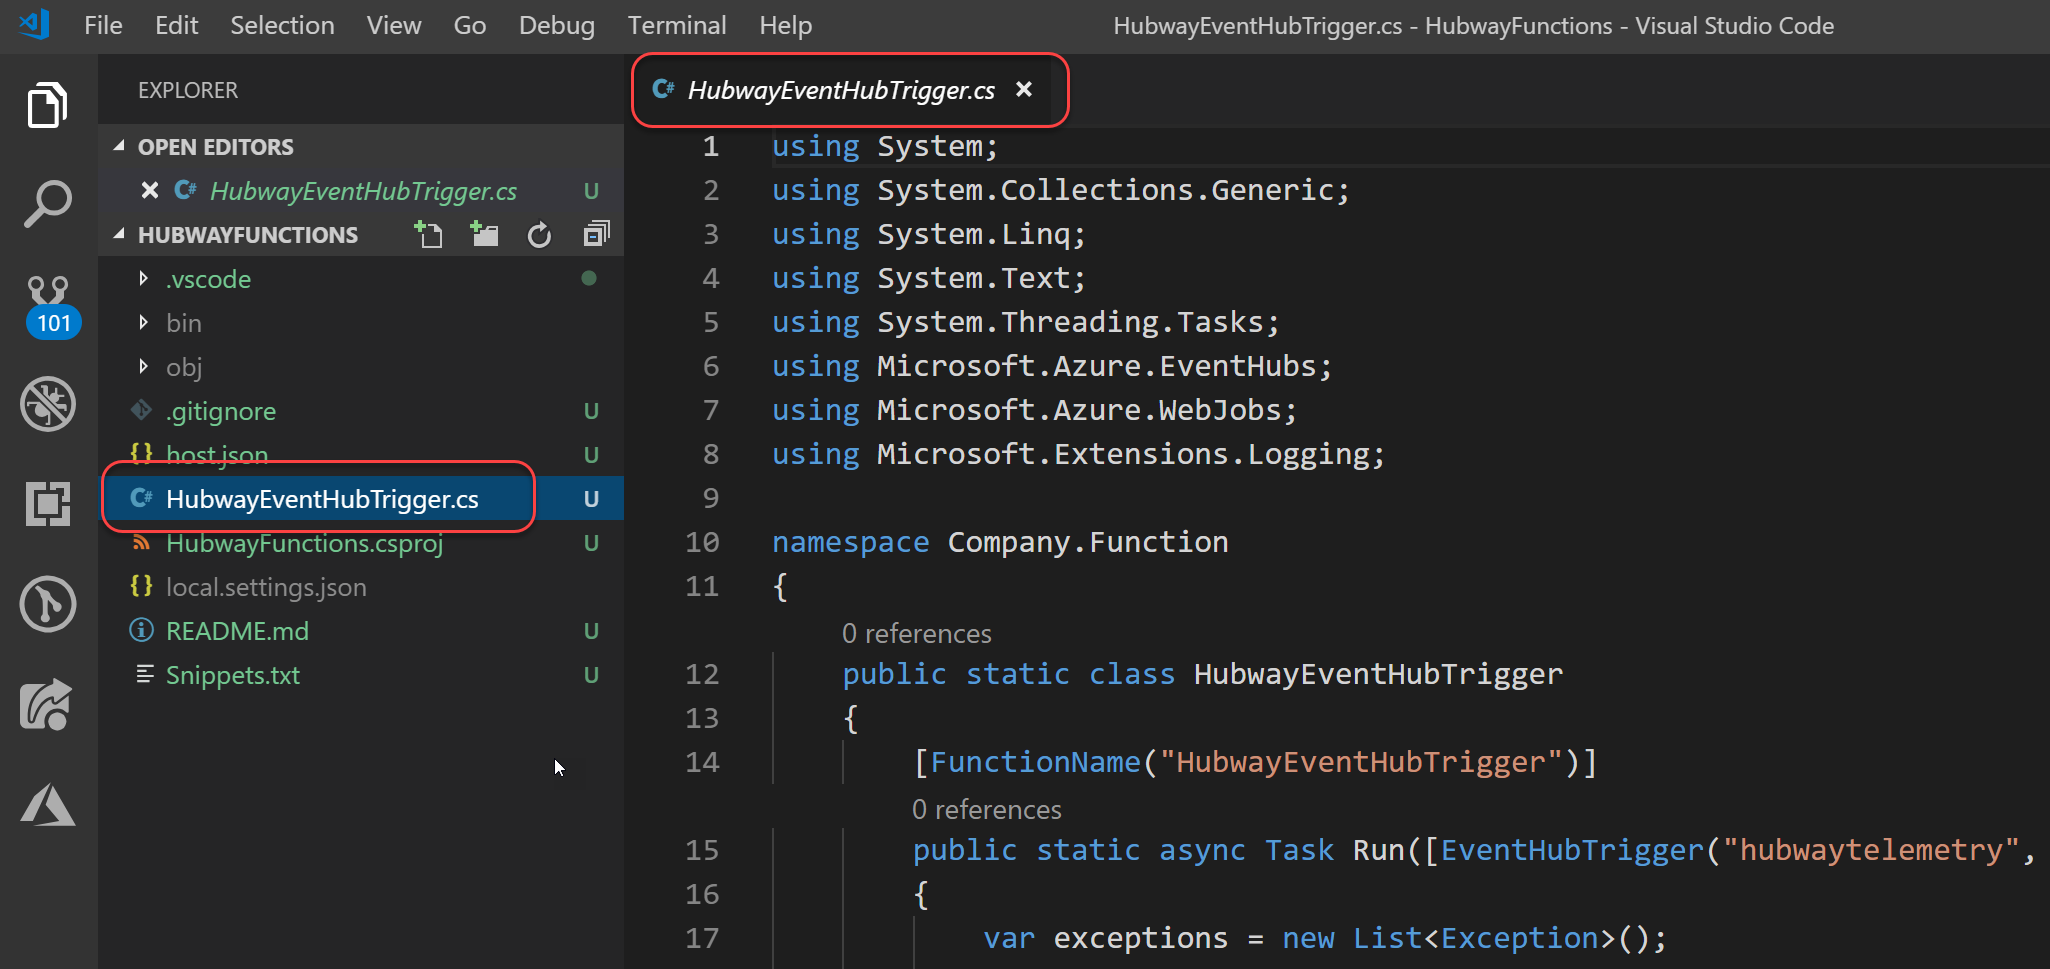 File Edit Selection View Go Debug Terminal Help HubwayEventHubTrigger.cs - HubwayFunctions - Visual Studio Code
EXPLORER
OPEN EDITORS
HubwayEventHubTrigger.cs U
HUBWAYFUNCTIONS
.vscode
bin
obj
.gitignore U
host.json U
HubwayEventHubTrigger.cs U
HubwayFunctions.csproj U
local.settings.json
README.md U
Snippets.txt U
101
HubwayEventHubTrigger.cs
1 using System;
2 using System.Collections.Generic;
3 using System.Linq;
4 using System.Text;
5 using System.Threading.Tasks;
6 using Microsoft.Azure.EventHubs;
7 using Microsoft.Azure.WebJobs;
8 using Microsoft.Extensions.Logging;
9
10 namespace Company.Function
11 {
0 references
12 public static class HubwayEventHubTrigger
13 {
14 [FunctionName("HubwayEventHubTrigger")]
0 references
15 public static async Task Run([EventHubTrigger("hubwaytelemetry",
16 {
17 var exceptions = new List<Exception>();